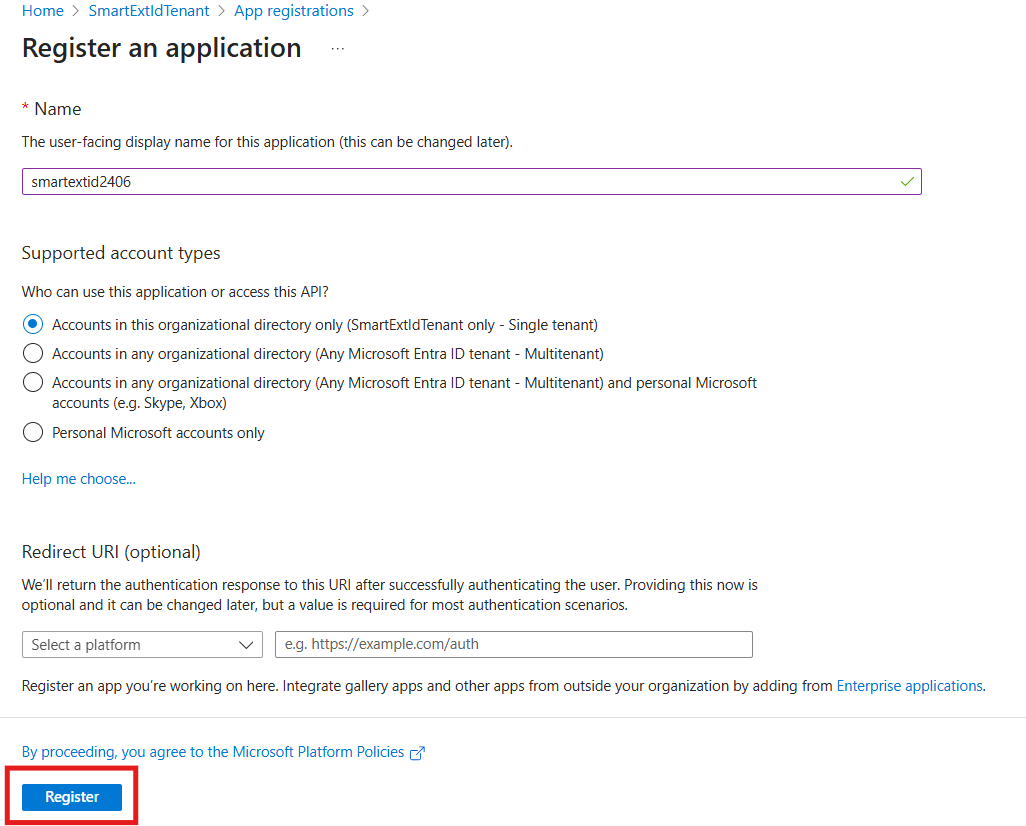 Home > SmartExtIdTenant > App registrations >
Register an application ...
* Name
The user-facing display name for this application (this can be changed later).
smartextid2406
Supported account types
Who can use this application or access this API?
Accounts in this organizational directory only (SmartExtIdTenant only - Single tenant)
Accounts in any organizational directory (Any Microsoft Entra ID tenant - Multitenant)
Accounts in any organizational directory (Any Microsoft Entra ID tenant - Multitenant) and personal Microsoft
accounts (e.g. Skype, Xbox)
Personal Microsoft accounts only
Help me choose...
Redirect URI (optional)
We'll return the authentication response to this URI after successfully authenticating the user. Providing this now is
optional and it can be changed later, but a value is required for most authentication scenarios.
Select a platform e.g. https://example.com/auth
Register an app you're working on here. Integrate gallery apps and other apps from outside your organization by adding from Enterprise applications.
By proceeding, you agree to the Microsoft Platform Policies
Register